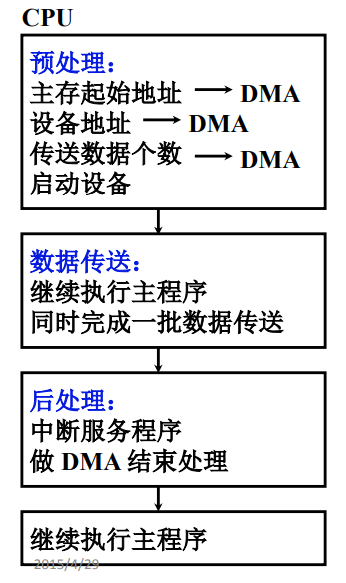 CPU
预处理：
主存起始地址 → DMA
设备地址 → DMA
传送数据个数 → DMA
启动设备
数据传送：
继续执行主程序
同时完成一批数据传送
后处理：
中断服务程序
做 DMA 结束处理
继续执行主程序
2015/4/29